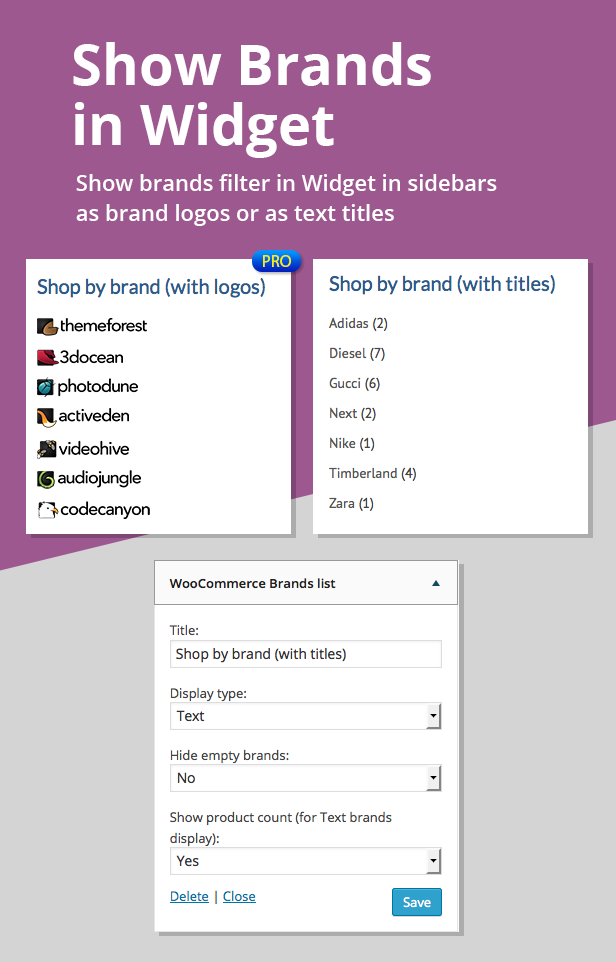 Show Brands
in Widget
Show brands filter in Widget in sidebars
as brand logos or as text titles
PRO
Shop by brand (with logos)
themeforest
3docean
photodune
activeden
videohive
audiojungle
codecanyon
Shop by brand (with titles)
Adidas (2)
Diesel (7)
Gucci (6)
Next (2)
Nike (1)
Timberland (4)
Zara (1)
WooCommerce Brands list
Title:
Shop by brand (with titles)
Display type:
Text
Hide empty brands:
No
Show product count (for Text brands
display):
Yes
Delete | Close
Save